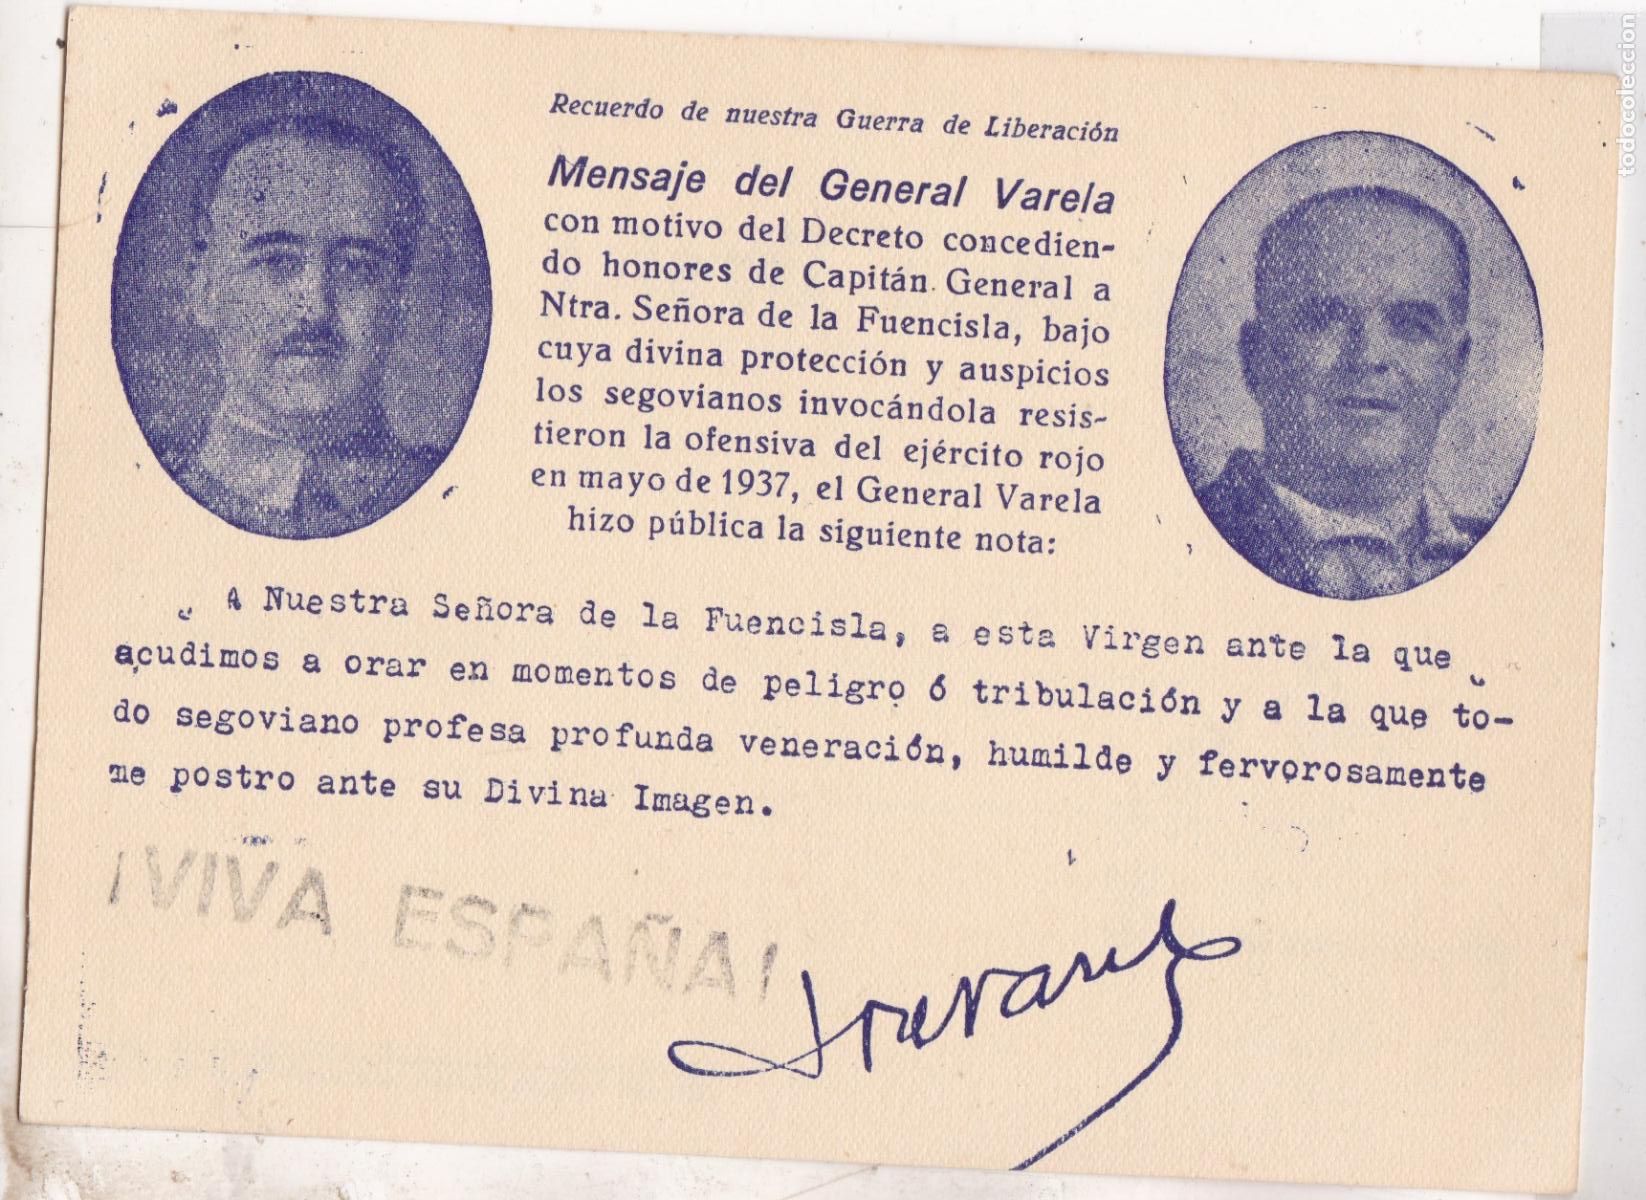 Recuerdo de nuestra Guerra de Liberación
Mensaje del General Varela
con motivo del Decreto concedien-
do honores de Capitán General a
Ntra. Señora de la Fuencisla, bajo
cuya divina protección y auspicios
los segovianos invocándola resis-
tieron la ofensiva del ejército rojo
en mayo de 1937, el General Varela
hizo pública la siguiente nota:
A Nuestra Señora de la Fuencisla, a esta Virgen ante la que
acudimos a orar en momentos de peligro ó tribulación y a la que to-
do segoviano profesa profunda veneración, humilde y fervorosamente
me postro ante su Divina Imagen.
¡VIVA ESPAÑA!
todocoleccion